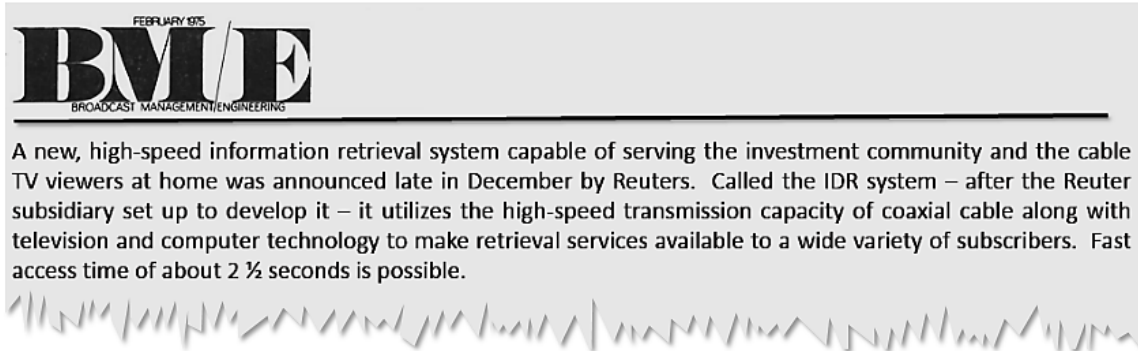 FEBRUARY 1975
BM/E
BROADCAST MANAGEMENT/ENGINEERING
A new, high-speed information retrieval system capable of serving the investment community and the cable
TV viewers at home was announced late in December by Reuters. Called the IDR system – after the Reuter
subsidiary set up to develop it – it utilizes the high-speed transmission capacity of coaxial cable along with
television and computer technology to make retrieval services available to a wide variety of subscribers. Fast
access time of about 2 ½ seconds is possible.